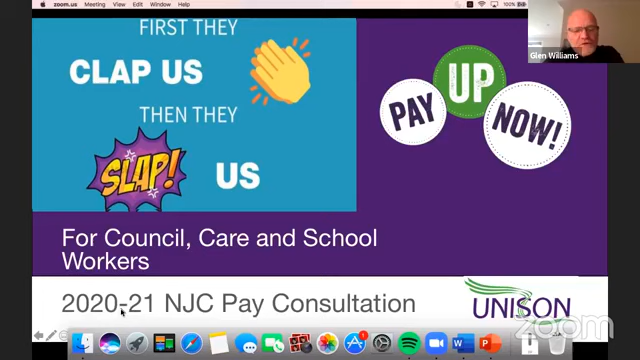 zoom.us Meeting View Edit Window Help
100%
Glen Williams
FIRST THEY
CLAP US
THEN THEY
SLAP!
US
PAY
UP
NOW!
For Council, Care and School
Workers
2020-21 NJC Pay Consultation
UNISON
zoom